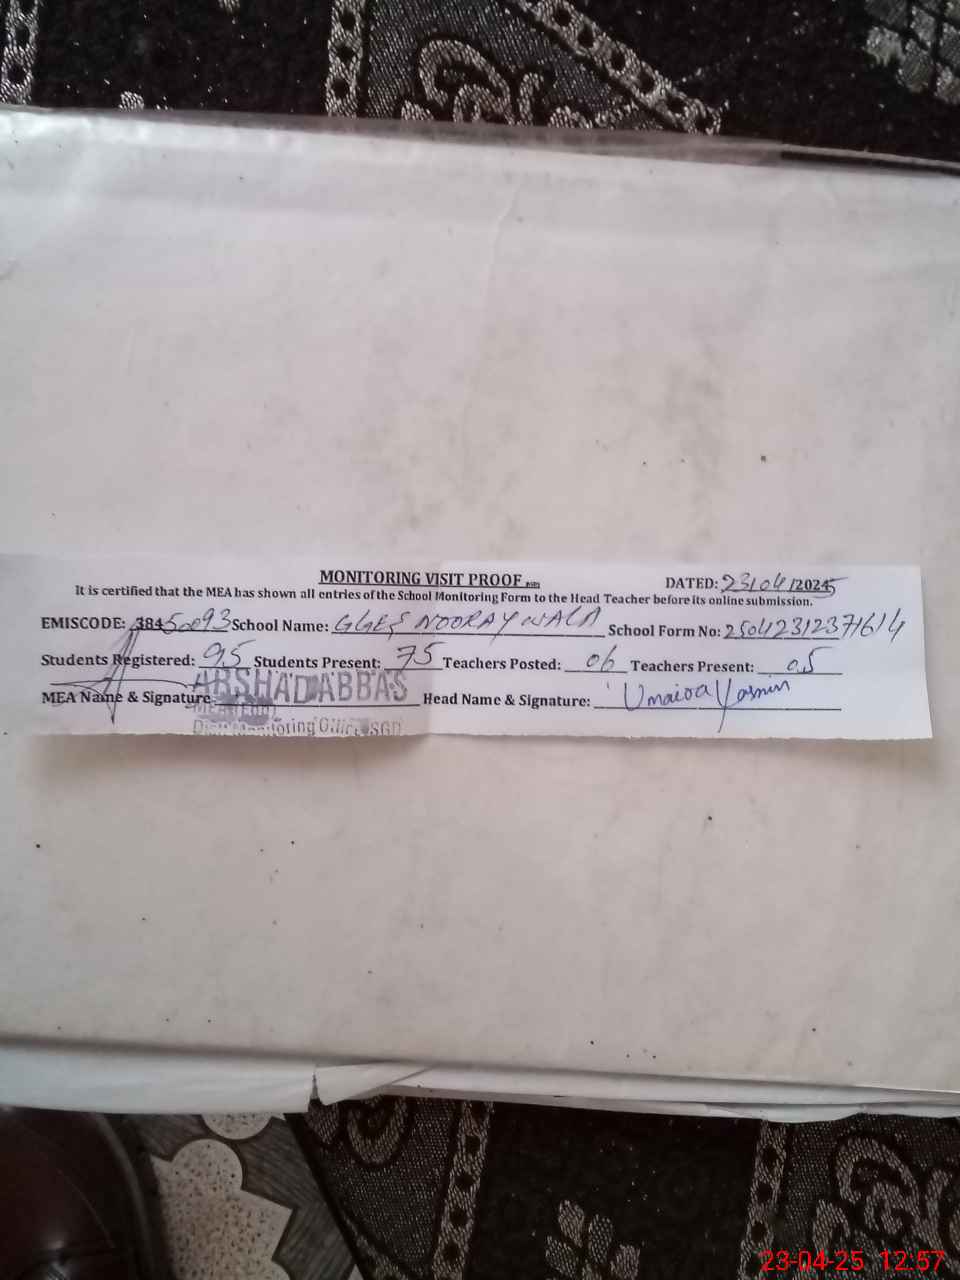 MONITORING VISIT PROOF DATED: 23/04/2025
It is certified that the MEA has shown all entries of the School Monitoring Form to the Head Teacher before its online submission.
EMISCODE: 38450093 School Name: GGES NOORAY WALA School Form No:
Students Registered: 95 Students Present: 75 Teachers Posted: 06 Teachers Present: 05
MEA Name & Signature ARSHAD ABBAS Head Name & Signature: Umaira Yasmin
Monitoring Office SGD
23-04-25 12:57